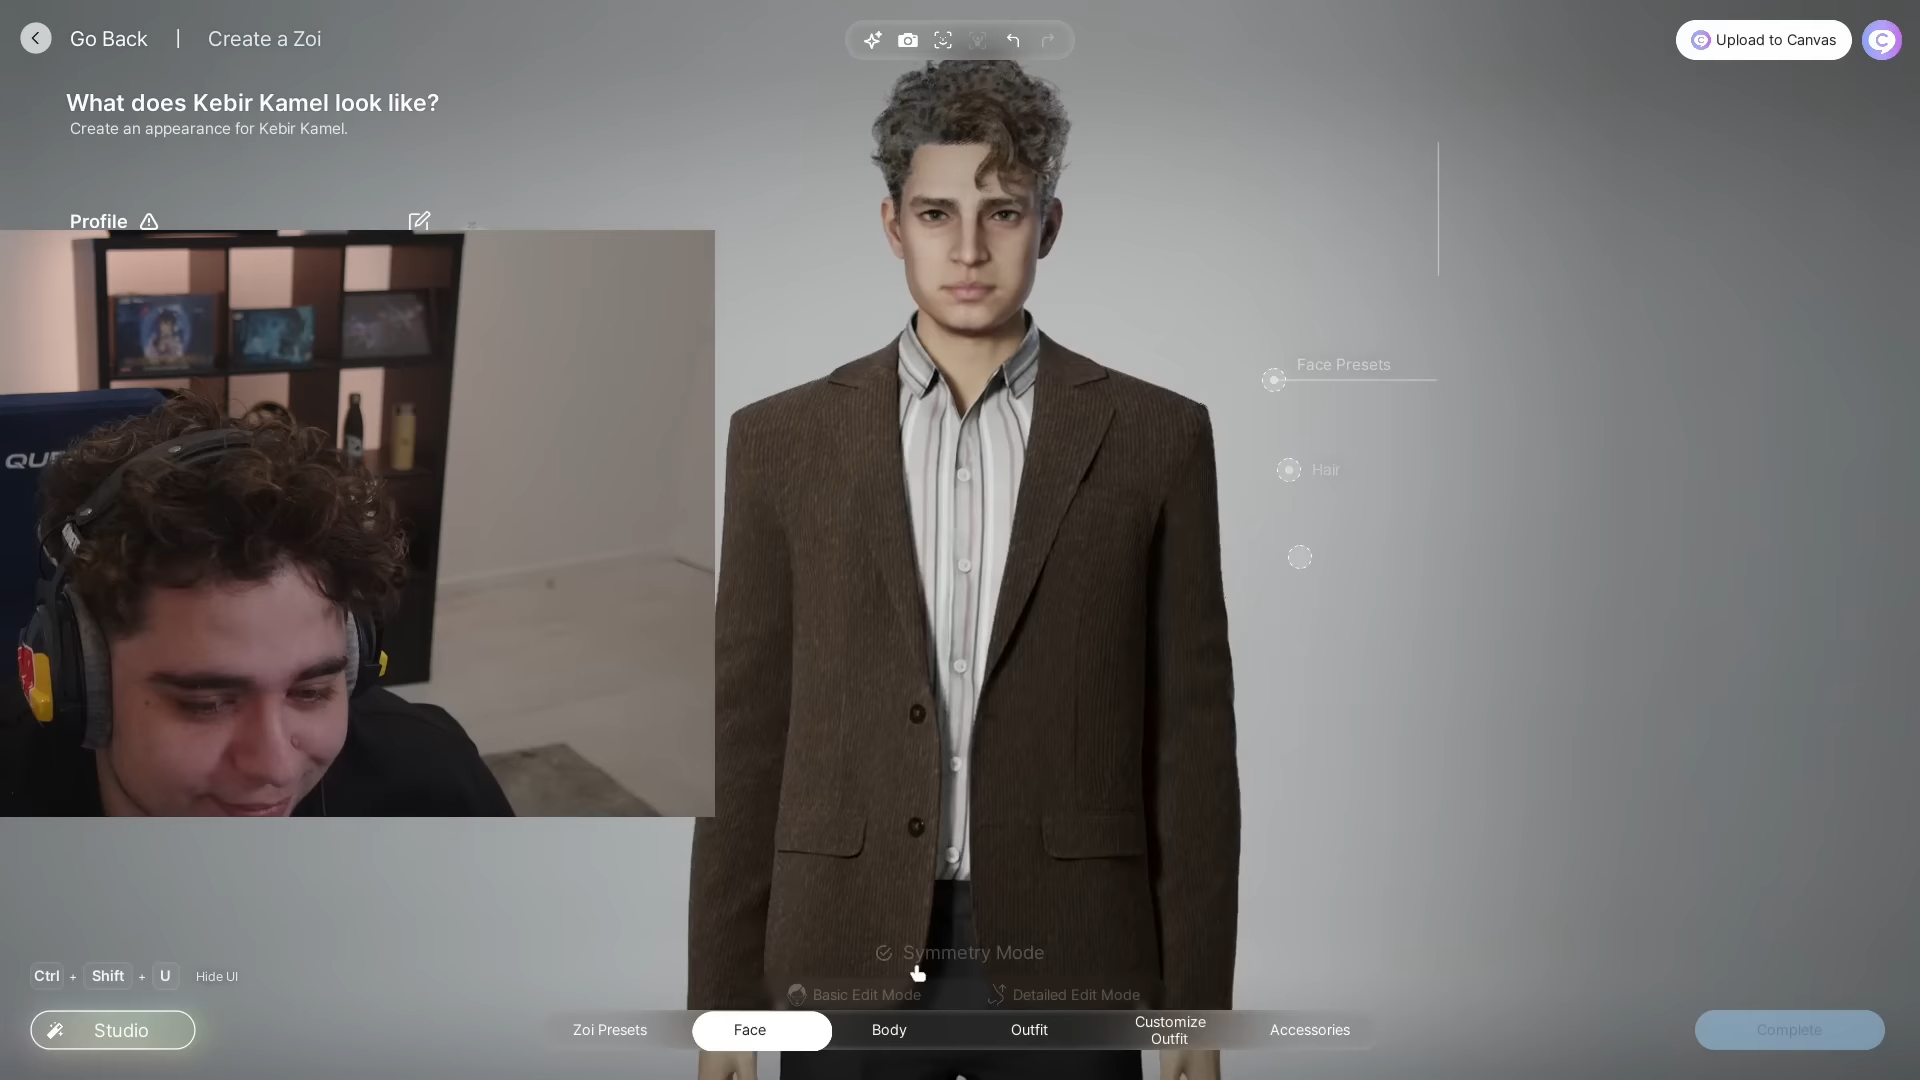 Go Back | Create a Zoi
Upload to Canvas
What does Kebir Kamel look like?
Create an appearance for Kebir Kamel.
Profile
Face Presets
Hair
Symmetry Mode
Basic Edit Mode
Detailed Edit Mode
Ctrl + Shift + U Hide UI
Studio
Zoi Presets
Face
Body
Outfit
Customize
Outfit
Accessories
Complete